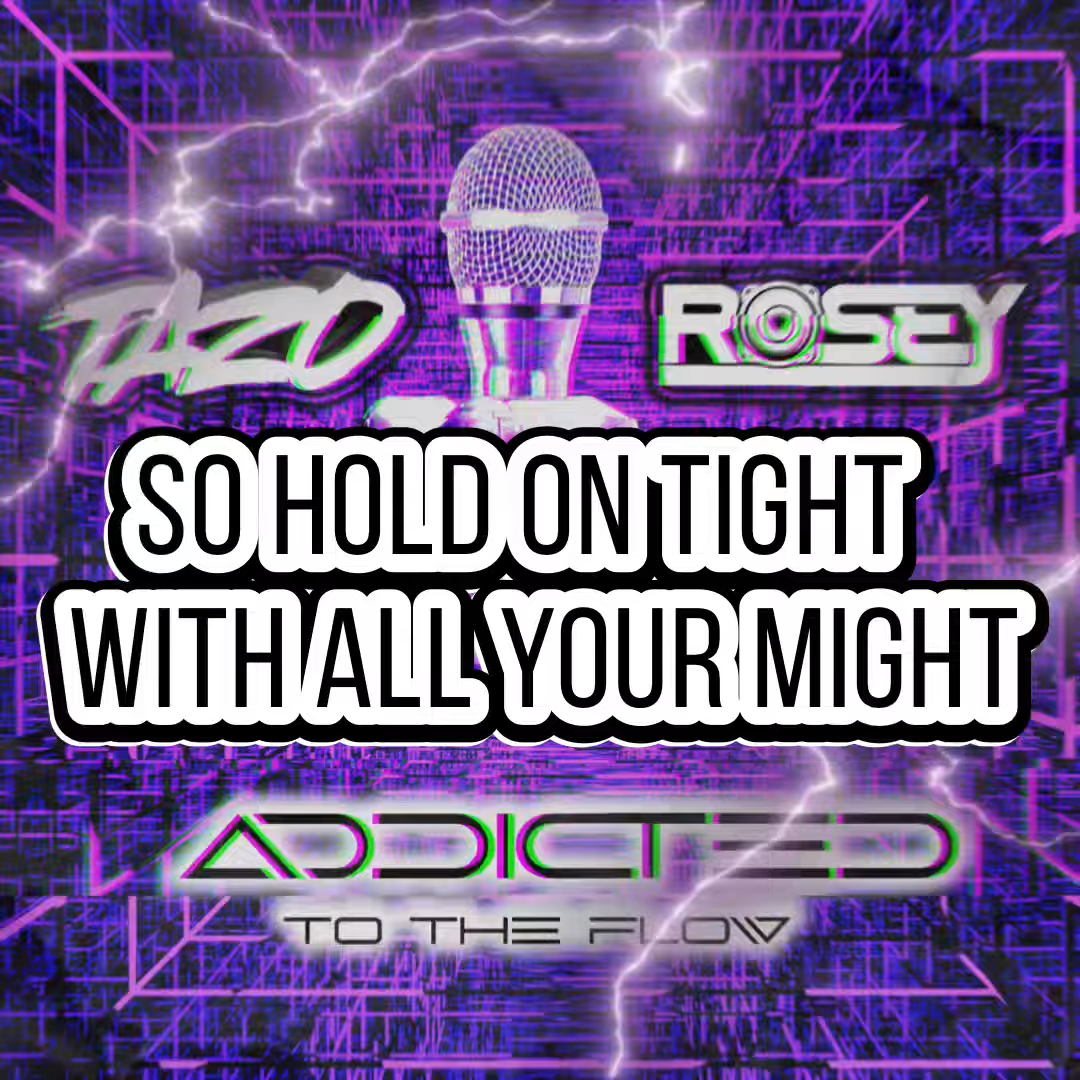 TAZO
ROSEY
SO HOLD ON TIGHT
WITH ALL YOUR MIGHT
ADDICTED
TO THE FLOW